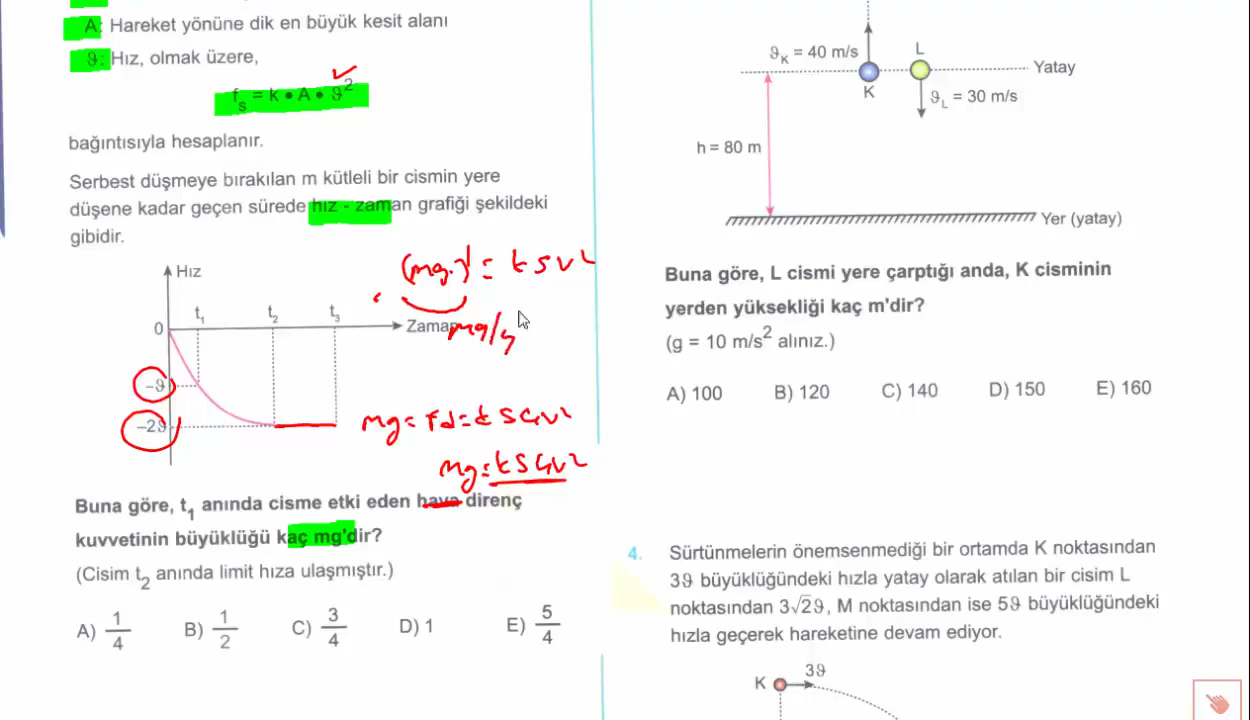 A: Hareket yönüne dik en büyük kesit alanı
ϑ: Hız, olmak üzere,
f_s = k • A • ϑ²
bağıntısıyla hesaplanır.
Serbest düşmeye bırakılan m kütleli bir cismin yere
düşene kadar geçen sürede hız - zaman grafiği şekildeki
gibidir.
Hız
t₁ t₂ t₃
0
Zaman
-ϑ
-2ϑ
mg/4
mg = Fd = kS4V²
mg = kS4V²
Buna göre, t₁ anında cisme etki eden hava direnç
kuvvetinin büyüklüğü kaç mg'dir?
(Cisim t₂ anında limit hıza ulaşmıştır.)
A) 1/4 B) 1/2 C) 3/4 D) 1 E) 5/4
ϑ_K = 40 m/s
L
Yatay
K
ϑ_L = 30 m/s
h = 80 m
Yer (yatay)
Buna göre, L cismi yere çarptığı anda, K cisminin
yerden yüksekliği kaç m'dir?
(g = 10 m/s² alınız.)
A) 100 B) 120 C) 140 D) 150 E) 160
4. Sürtünmelerin önemsenmediği bir ortamda K noktasından
3ϑ büyüklüğündeki hızla yatay olarak atılan bir cisim L
noktasından 3√2ϑ, M noktasından ise 5ϑ büyüklüğündeki
hızla geçerek hareketine devam ediyor.
K 3ϑ